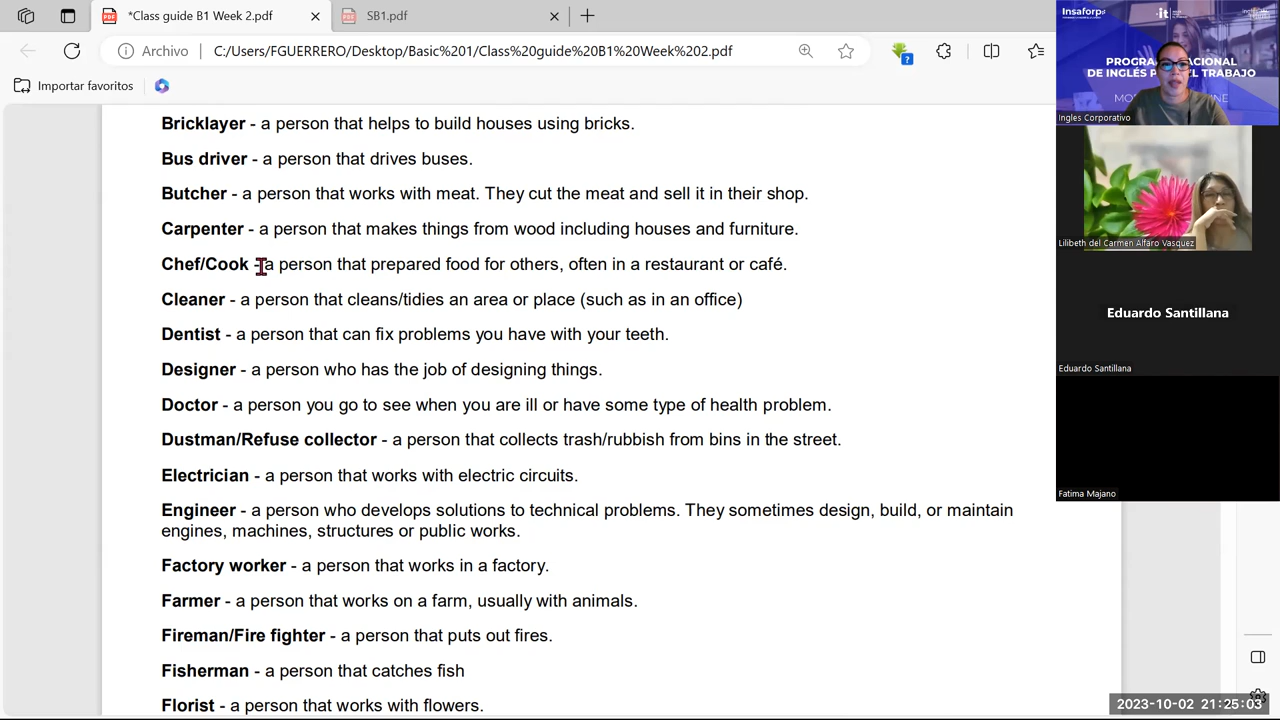 *Class guide B1 Week 2.pdf
Archivo
C:/Users/FGUERRERO/Desktop/Basic%201/Class%20guide%20B1%20Week%202.pdf
Importar favoritos
Bricklayer - a person that helps to build houses using bricks.
Bus driver - a person that drives buses.
Butcher - a person that works with meat. They cut the meat and sell it in their shop.
Carpenter - a person that makes things from wood including houses and furniture.
Chef/Cook - a person that prepared food for others, often in a restaurant or café.
Cleaner - a person that cleans/tidies an area or place (such as in an office)
Dentist - a person that can fix problems you have with your teeth.
Designer - a person who has the job of designing things.
Doctor - a person you go to see when you are ill or have some type of health problem.
Dustman/Refuse collector - a person that collects trash/rubbish from bins in the street.
Electrician - a person that works with electric circuits.
Engineer - a person who develops solutions to technical problems. They sometimes design, build, or maintain
engines, machines, structures or public works.
Factory worker - a person that works in a factory.
Farmer - a person that works on a farm, usually with animals.
Fireman/Fire fighter - a person that puts out fires.
Fisherman - a person that catches fish
Florist - a person that works with flowers.
Insaforp
it
DE INGLÉS
TRABAJO
Ingles Corporativo
Lilibeth del Carmen Alfaro Vasquez
Eduardo Santillana
Eduardo Santillana
Fatima Majano
2023-10-02 21:25:03